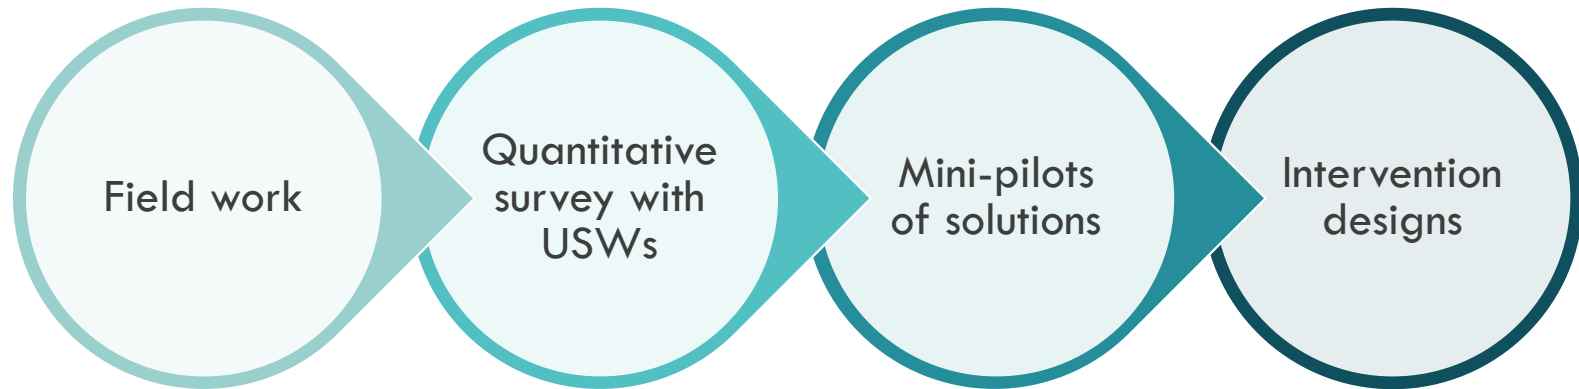 Field work
Quantitative
survey with
USWs
Mini-pilots
of solutions
Intervention
designs